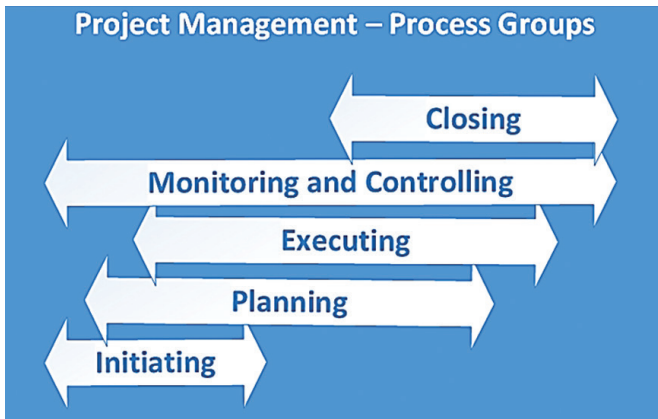 Project Management – Process Groups
Closing
Monitoring and Controlling
Executing
Planning
Initiating